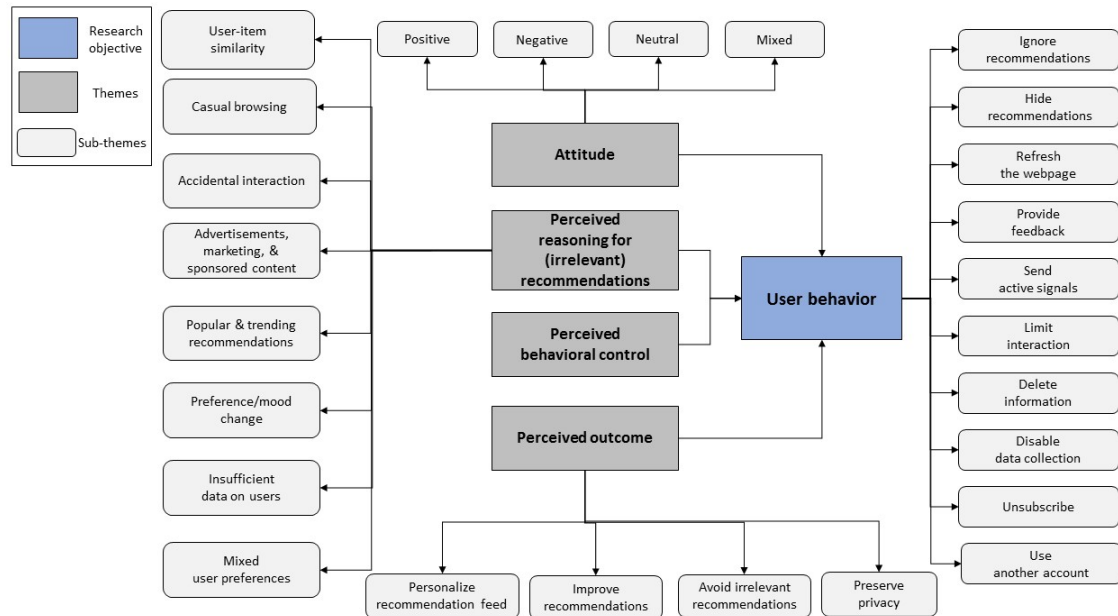 Research
objective
Themes
Sub-themes
User-item
similarity
Casual browsing
Accidental interaction
Advertisements,
marketing, &
sponsored content
Popular & trending
recommendations
Preference/mood
change
Insufficient
data on users
Mixed
user preferences
Positive
Negative
Neutral
Mixed
Attitude
Perceived
reasoning for
(irrelevant)
recommendations
Perceived
behavioral control
Perceived outcome
User behavior
Personalize
recommendation feed
Improve
recommendations
Avoid irrelevant
recommendations
Preserve
privacy
Ignore
recommendations
Hide
recommendations
Refresh
the webpage
Provide
feedback
Send
active signals
Limit
interaction
Delete
information
Disable
data collection
Unsubscribe
Use
another account